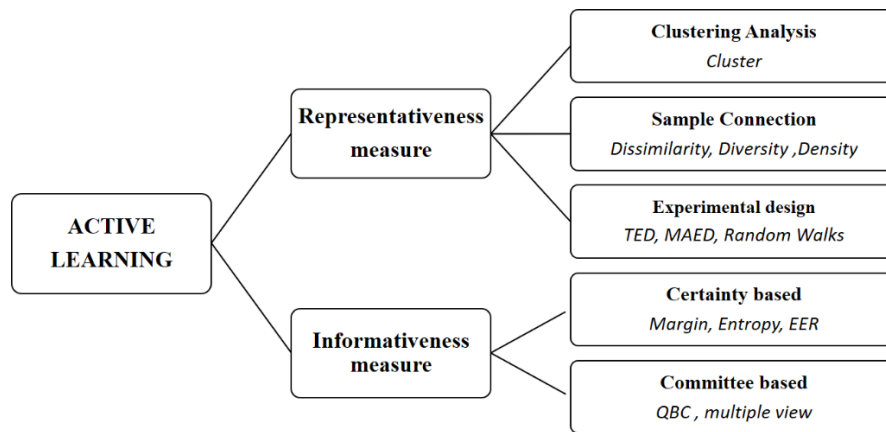 ACTIVE
LEARNING
Representativeness
measure
Clustering Analysis
Cluster
Sample Connection
Dissimilarity, Diversity ,Density
Experimental design
TED, MAED, Random Walks
Informativeness
measure
Certainty based
Margin, Entropy, EER
Committee based
QBC , multiple view